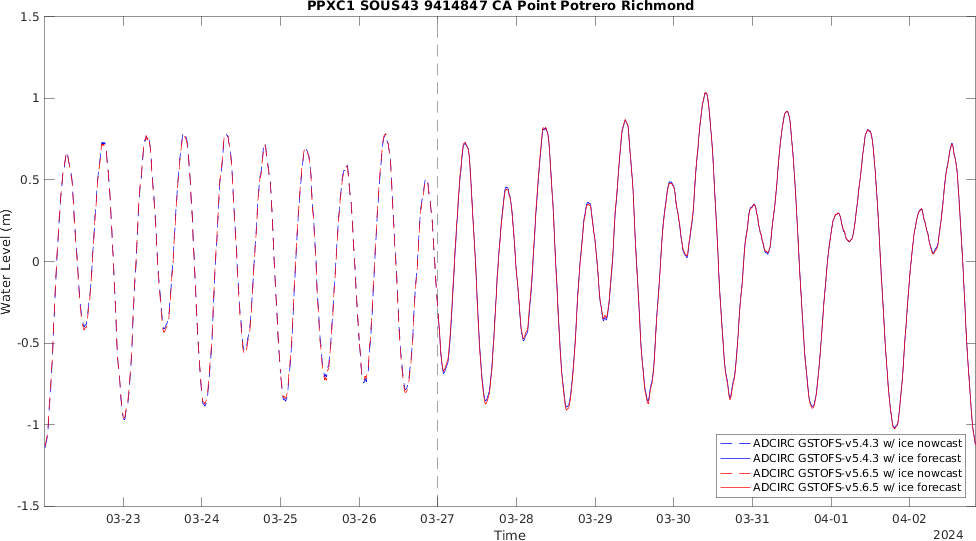 PPXC1 SOUS43 9414847 CA Point Potrero Richmond
1.5
1
0.5
0
-0.5
-1
-1.5
Water Level (m)
03-23
03-24
03-25
03-26
03-27
03-28
03-29
03-30
03-31
04-01
04-02
Time
2024
ADCIRC GSTOFS-v5.4.3 w/ ice nowcast
ADCIRC GSTOFS-v5.4.3 w/ ice forecast
ADCIRC GSTOFS-v5.6.5 w/ ice nowcast
ADCIRC GSTOFS-v5.6.5 w/ ice forecast